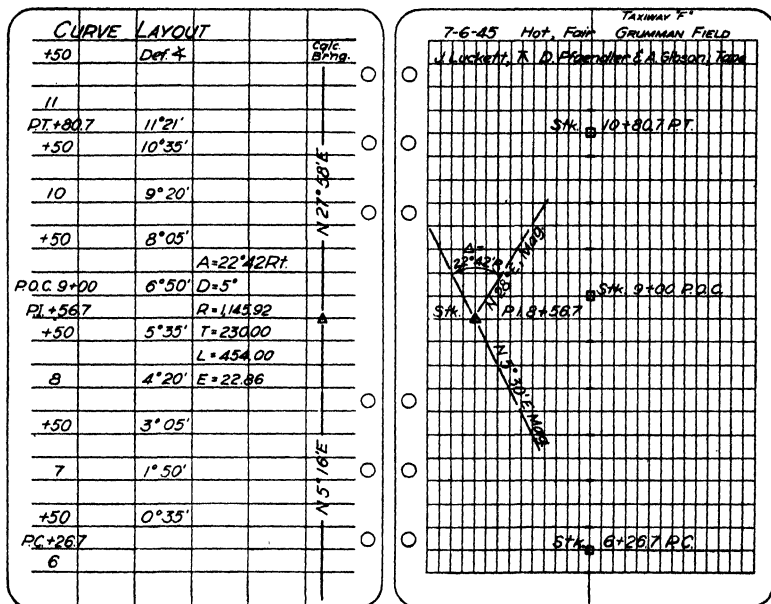 CURVE LAYOUT
+50 Def.∡ Calc. Brng.
11
P.T.+80.7 11°21'
+50 10°35'
10 9°20'
+50 8°05'
A=22°42Rt.
P.O.C. 9+00 6°50' D=5°
P.I.+56.7 R=1,145.92
+50 5°35' T=230.00
L=454.00
8 4°20' E=22.86
+50 3°05'
7 1°50'
+50 0°35'
P.C.+26.7
6
N 27°58'E
N 5°16'E
TAXIWAY "F"
7-6-45 Hot, Fair GRUMMAN FIELD
J. Luckett, ⊼ D. Pfaendler & A. Gibson, Tape
Stk. 10+80.7 P.T.
Δ=
22°42'Rt.
N 28°E, Mag.
Stk. 9+00 P.O.C.
Stk. P.I. 8+56.7
N 5°30'E Mag.
Stk. 6+26.7 P.C.